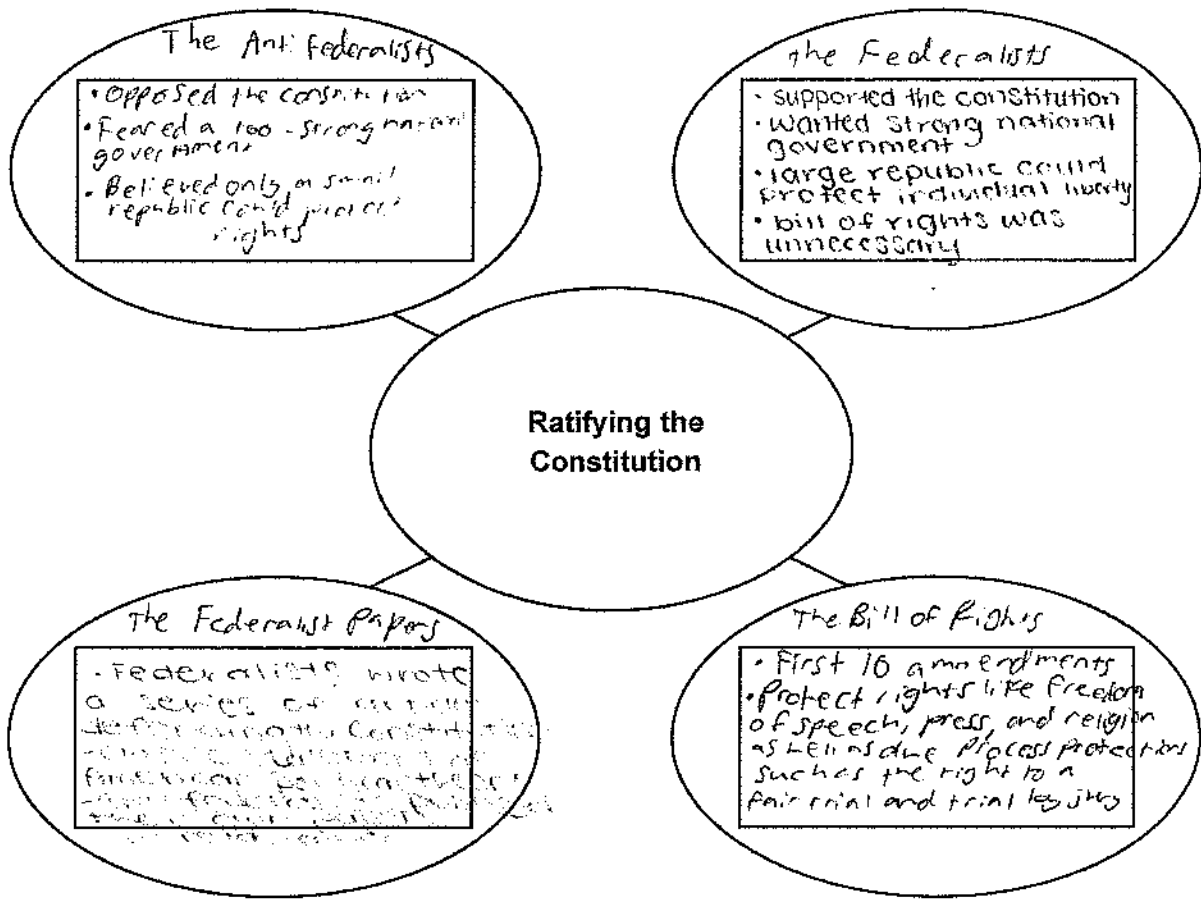 The Anti Federalists
• Opposed the constitution
• Feared a too-strong
government
• Believed only a small
republic could protect
rights
The Federalists
• supported the constitution
• wanted strong national
government
• large republic could
protect individual liberty
• bill of rights was
unnecessary
Ratifying the
Constitution
The Federalist Papers
• Federalists wrote
a series of
The Bill of Rights
• First 10 amnendments
• Protect rights like freedom
of speech, press, and religion
as well as due Process Protections
such as the right to a
fair trial and trial by jury